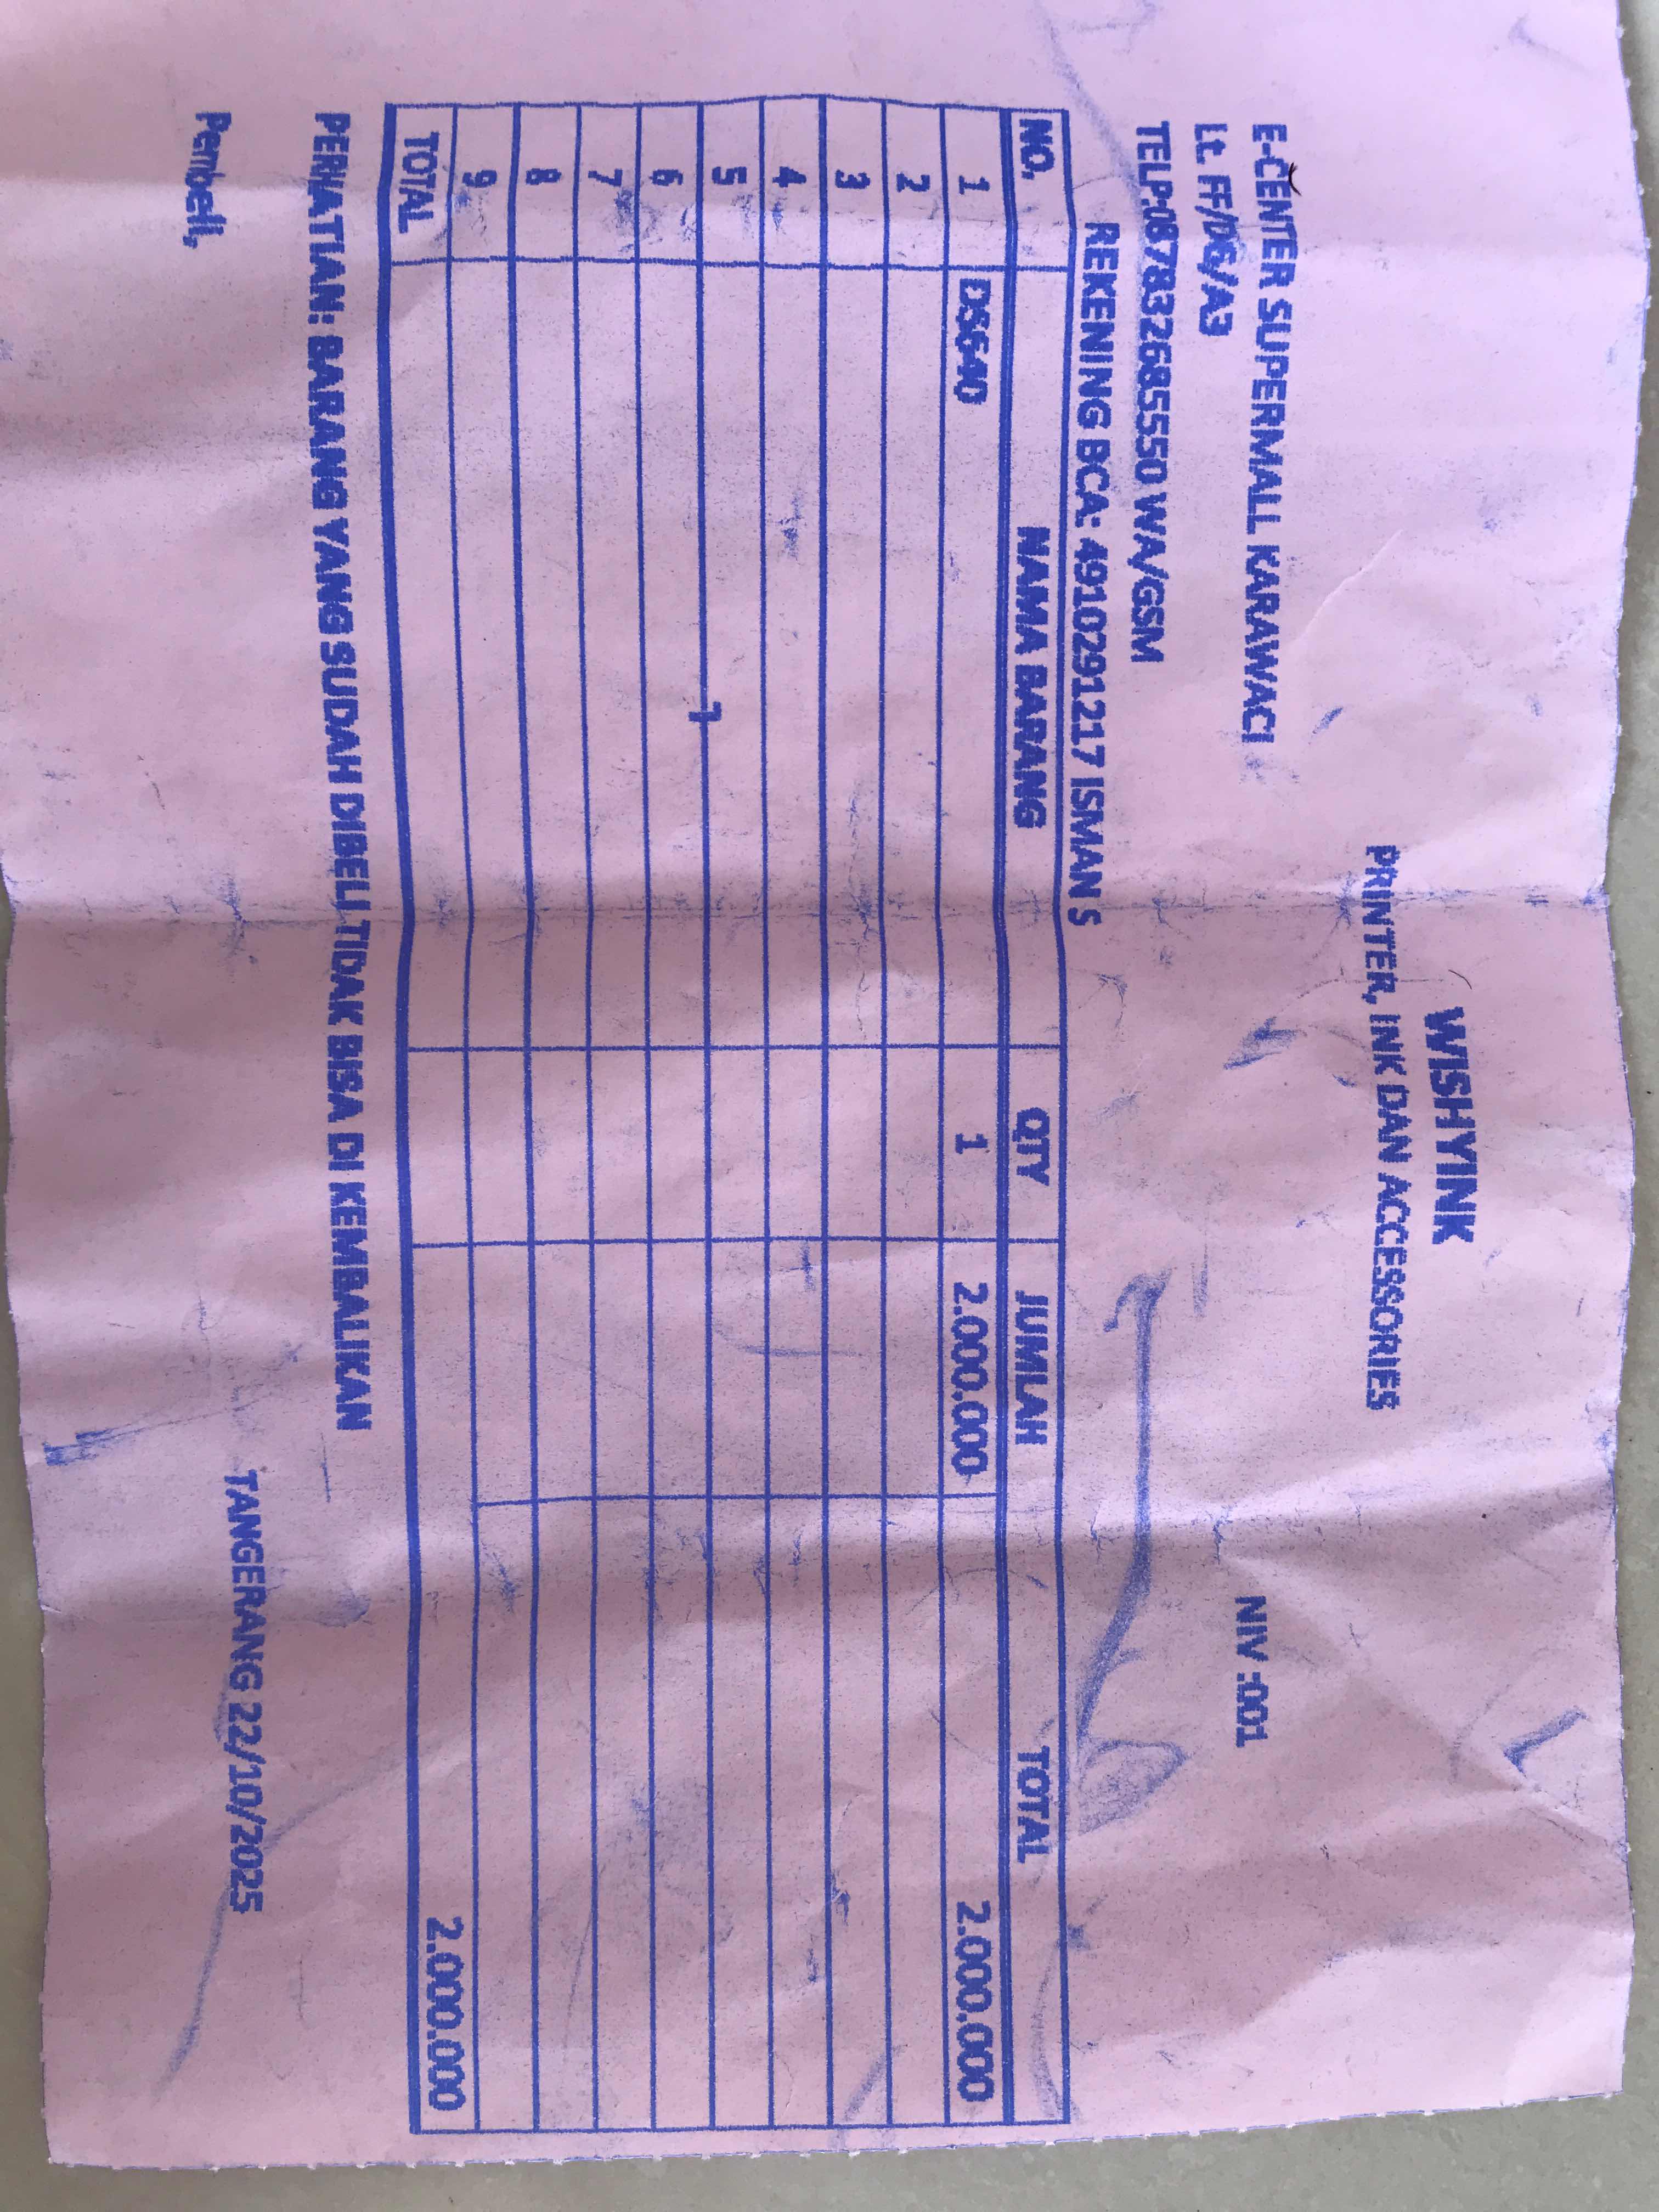 WISHYINK
PRINTER, INK DAN ACCESSORIES
E-CENTER SUPERMALL KARAWACI
Lt. FF/06/A3 NIV :001
TELP:087832685550 WA/GSM
REKENING BCA: 4910291217 ISMAN S
NO. NAMA BARANG QTY JUMLAH TOTAL
1 DS640 1 2.000.000 2.000.000
2
3
4
5
6
7
8
9
TOTAL 2.000.000
PERHATIAN: BARANG YANG SUDAH DIBELI TIDAK BISA DI KEMBALIKAN
Pembeli, TANGERANG 22/10/2025